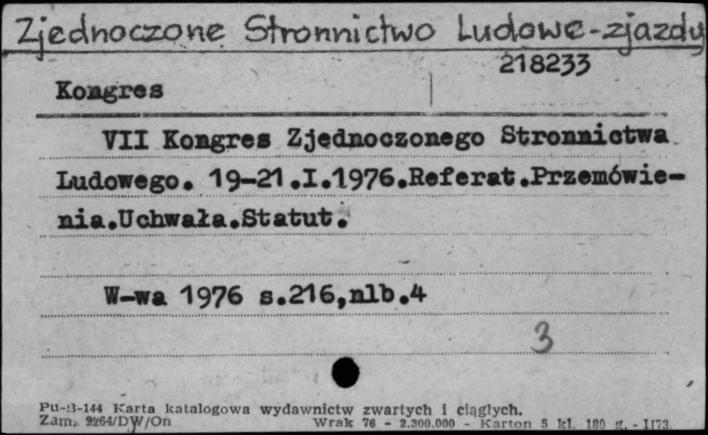 Zjednoczone Stronnictwo Ludowe-zjazdy
218233
Kongres
VII Kongres Zjednoczonego Stronnictwa
Ludowego. 19-21.I.1976.Referat.Przemówie-
nia.Uchwała.Statut.
W-wa 1976 s.216,nlb.4
3
Pu-B-144 Karta katalogowa wydawnictw zwartych i ciągłych.
Zam. 2264/DW/On Wrak 76 - 2.300.000 - Karton 5 kl. 180 g.